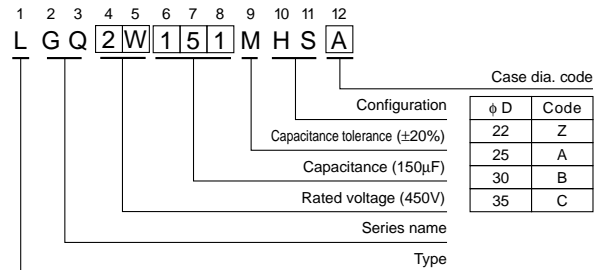 1 2 3 4 5 6 7 8 9 10 11 12
L G Q 2 W 1 5 1 M H S A
Case dia. code
Configuration
Capacitance tolerance (±20%)
Capacitance (150µF)
Rated voltage (450V)
Series name
Type
ϕ D Code
22 Z
25 A
30 B
35 C